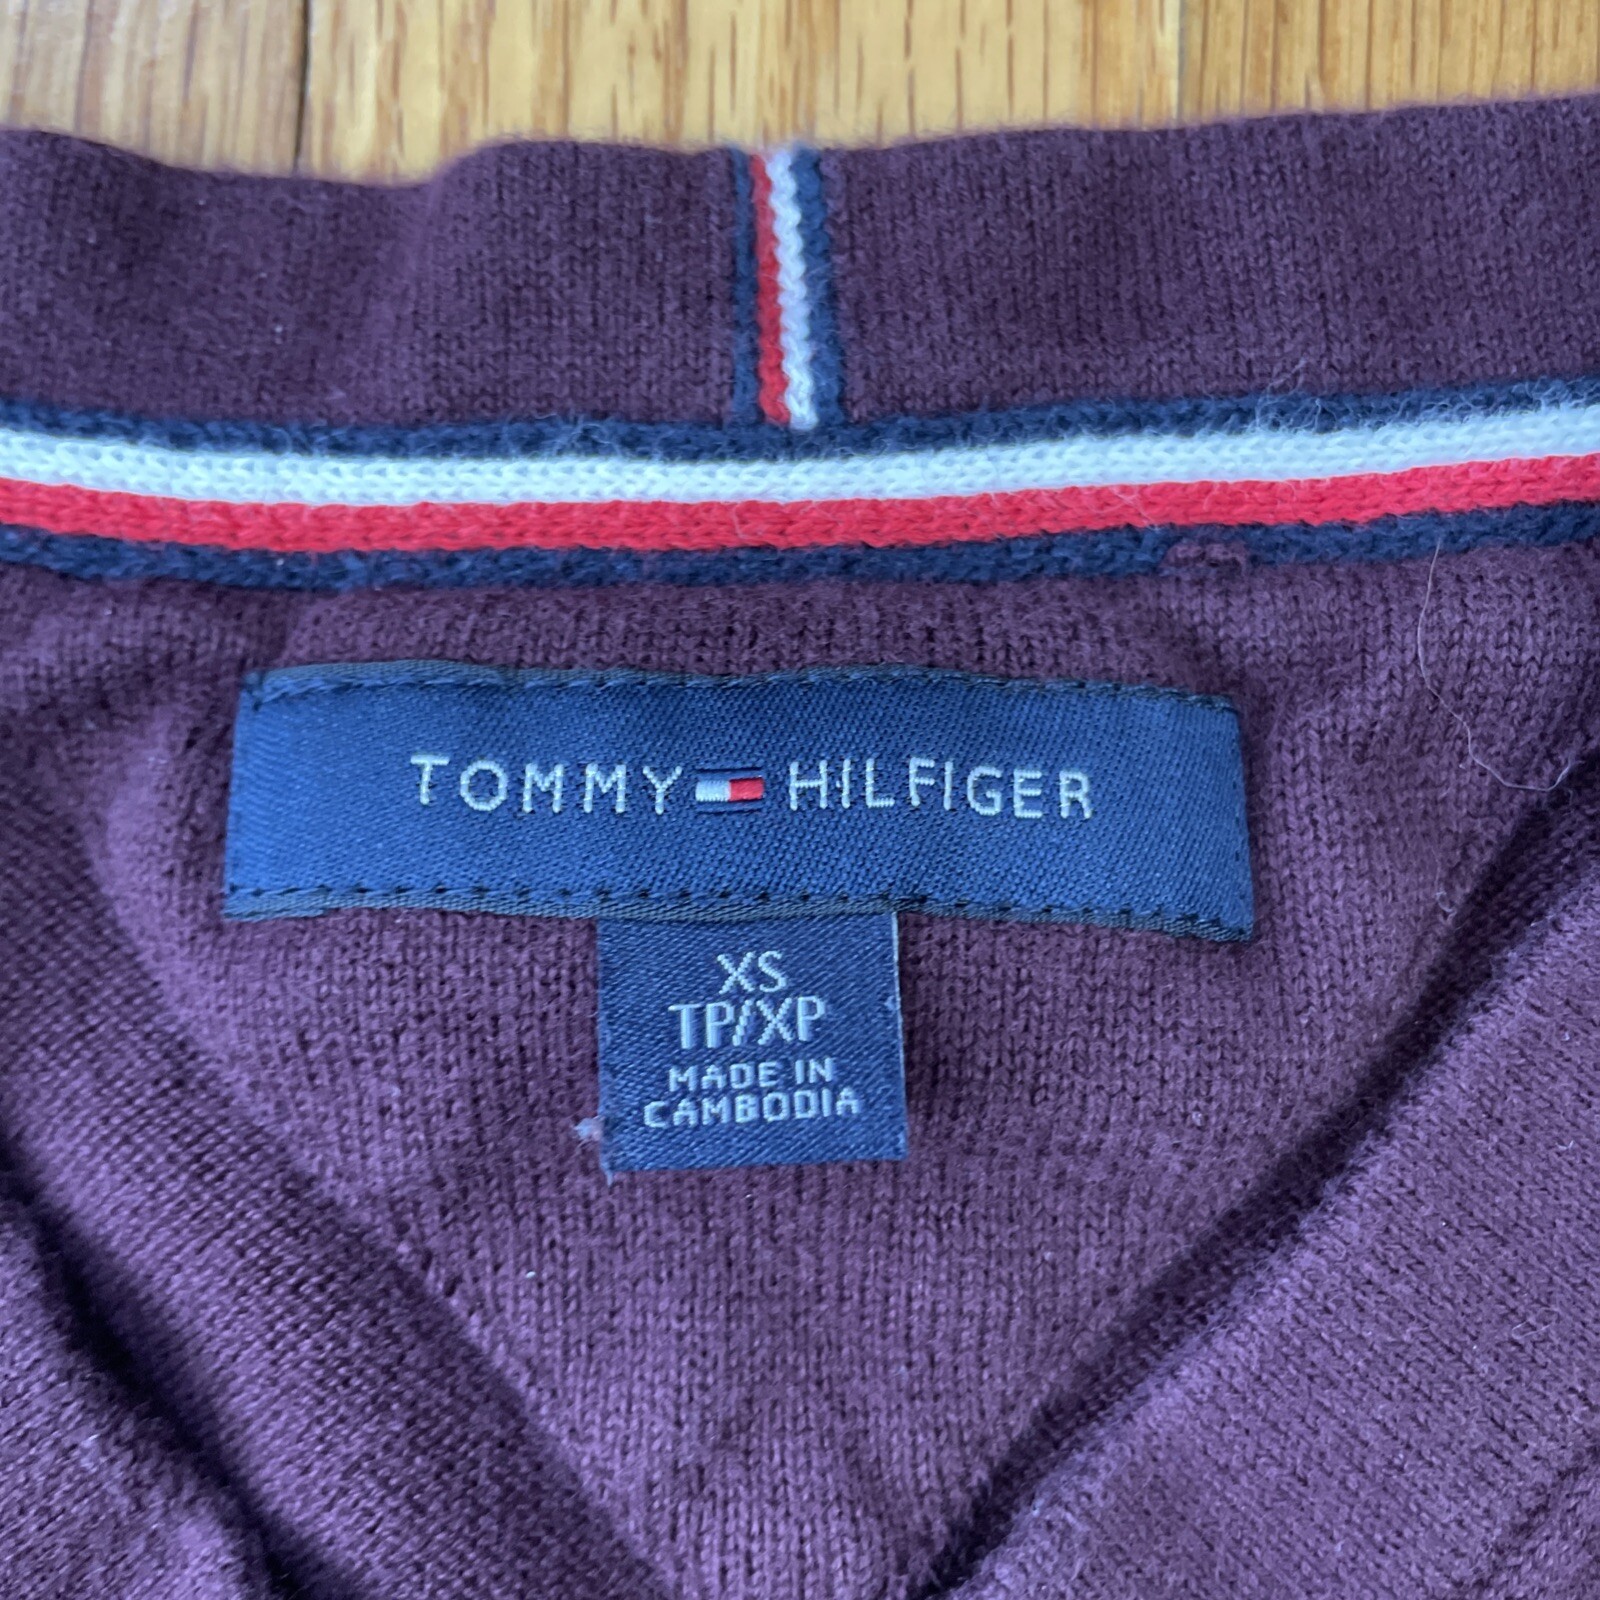 TOMMY HILFIGER
XS
TP/XP
MADE IN
CAMBODIA